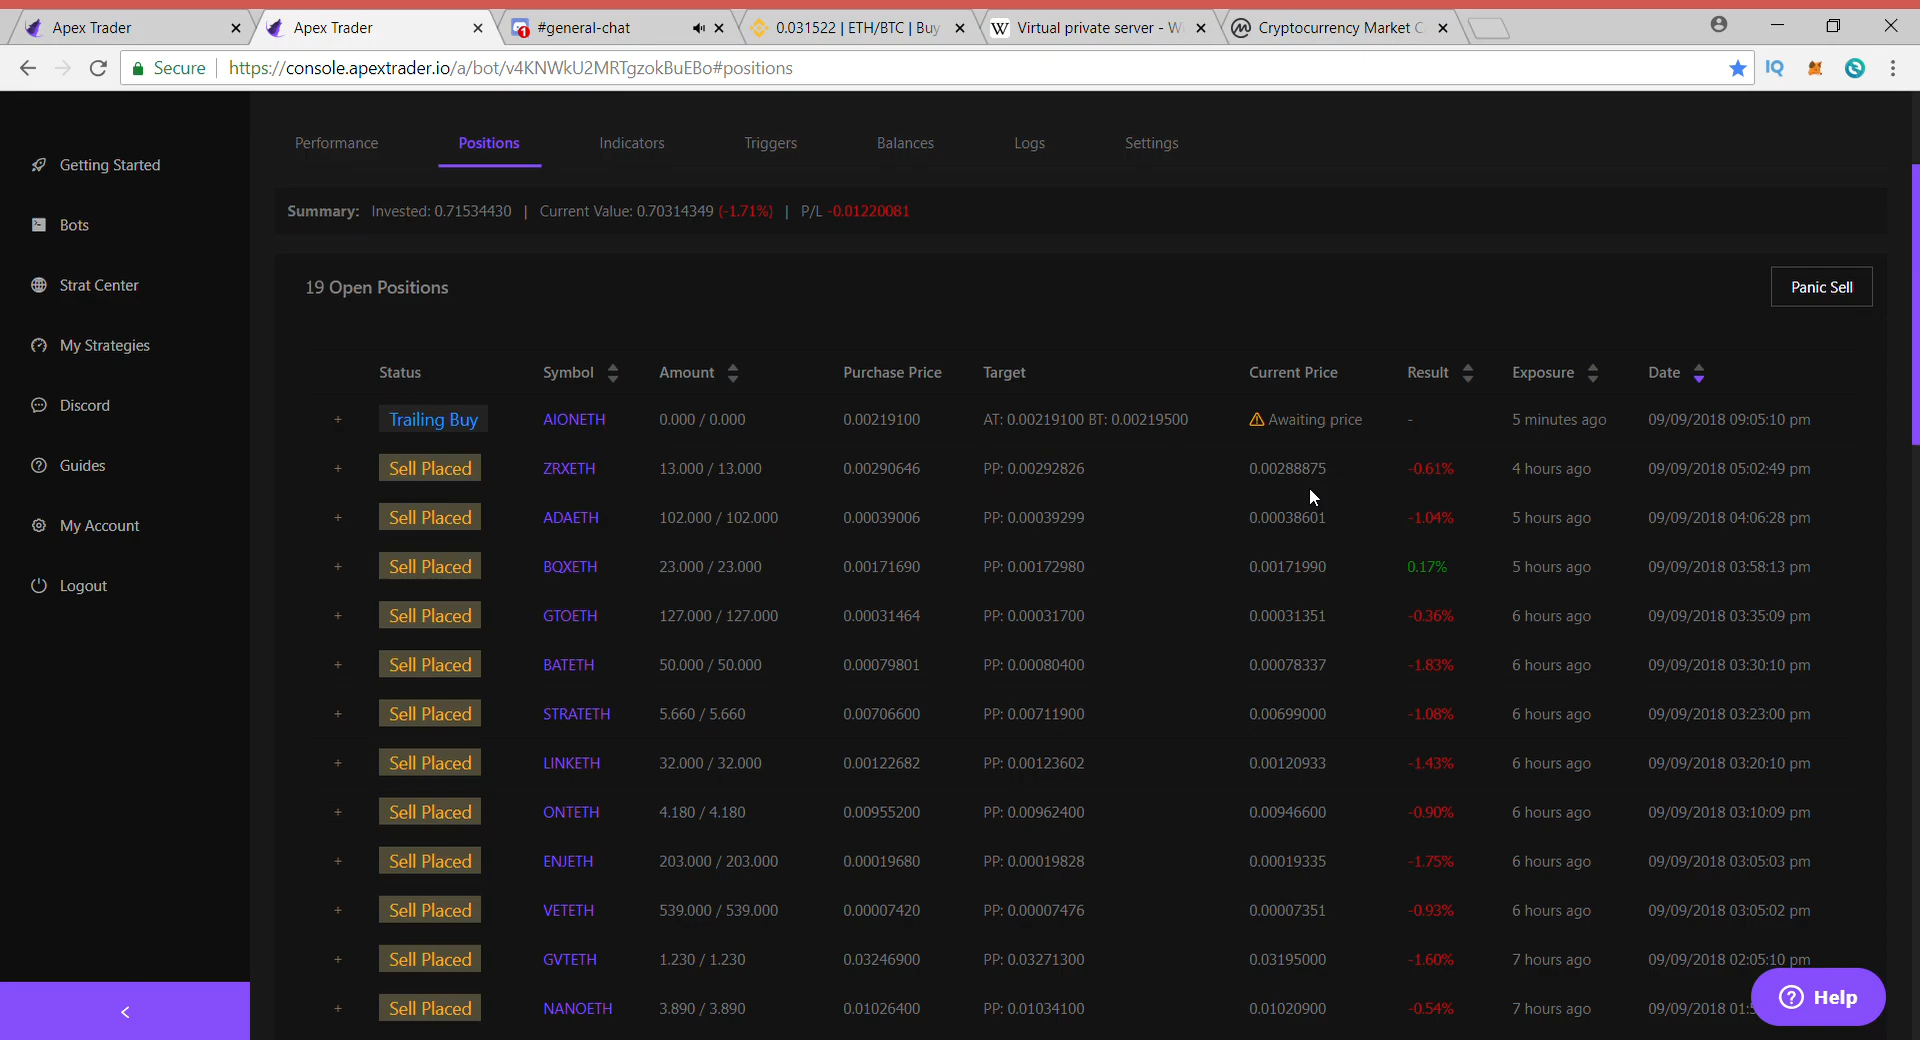 Apex Trader
Apex Trader
#general-chat
0.031522 | ETH/BTC | Buy
Virtual private server - W
Cryptocurrency Market C
Secure
https://console.apextrader.io/a/bot/v4KNWkU2MRTgzokBuEBo#positions
IQ
Getting Started
Bots
Strat Center
My Strategies
Discord
Guides
My Account
Logout
<
Performance Positions Indicators Triggers Balances Logs Settings
Summary: Invested: 0.71534430 | Current Value: 0.70314349 (-1.71%) | P/L -0.01220081
19 Open Positions
Panic Sell
Status Symbol Amount Purchase Price Target Current Price Result Exposure Date
+ Trailing Buy AIONETH 0.000 / 0.000 0.00219100 AT: 0.00219100 BT: 0.00219500 Awaiting price - 5 minutes ago 09/09/2018 09:05:10 pm
+ Sell Placed ZRXETH 13.000 / 13.000 0.00290646 PP: 0.00292826 0.00288875 -0.61% 4 hours ago 09/09/2018 05:02:49 pm
+ Sell Placed ADAETH 102.000 / 102.000 0.00039006 PP: 0.00039299 0.00038601 -1.04% 5 hours ago 09/09/2018 04:06:28 pm
+ Sell Placed BQXETH 23.000 / 23.000 0.00171690 PP: 0.00172980 0.00171990 0.17% 5 hours ago 09/09/2018 03:58:13 pm
+ Sell Placed GTOETH 127.000 / 127.000 0.00031464 PP: 0.00031700 0.00031351 -0.36% 6 hours ago 09/09/2018 03:35:09 pm
+ Sell Placed BATETH 50.000 / 50.000 0.00079801 PP: 0.00080400 0.00078337 -1.83% 6 hours ago 09/09/2018 03:30:10 pm
+ Sell Placed STRATETH 5.660 / 5.660 0.00706600 PP: 0.00711900 0.00699000 -1.08% 6 hours ago 09/09/2018 03:23:00 pm
+ Sell Placed LINKETH 32.000 / 32.000 0.00122682 PP: 0.00123602 0.00120933 -1.43% 6 hours ago 09/09/2018 03:20:10 pm
+ Sell Placed ONTETH 4.180 / 4.180 0.00955200 PP: 0.00962400 0.00946600 -0.90% 6 hours ago 09/09/2018 03:10:09 pm
+ Sell Placed ENJETH 203.000 / 203.000 0.00019680 PP: 0.00019828 0.00019335 -1.75% 6 hours ago 09/09/2018 03:05:03 pm
+ Sell Placed VETETH 539.000 / 539.000 0.00007420 PP: 0.00007476 0.00007351 -0.93% 6 hours ago 09/09/2018 03:05:02 pm
+ Sell Placed GVTETH 1.230 / 1.230 0.03246900 PP: 0.03271300 0.03195000 -1.60% 7 hours ago 09/09/2018 02:05:10 pm
+ Sell Placed NANOETH 3.890 / 3.890 0.01026400 PP: 0.01034100 0.01020900 -0.54% 7 hours ago 09/09/2018 01:
Help